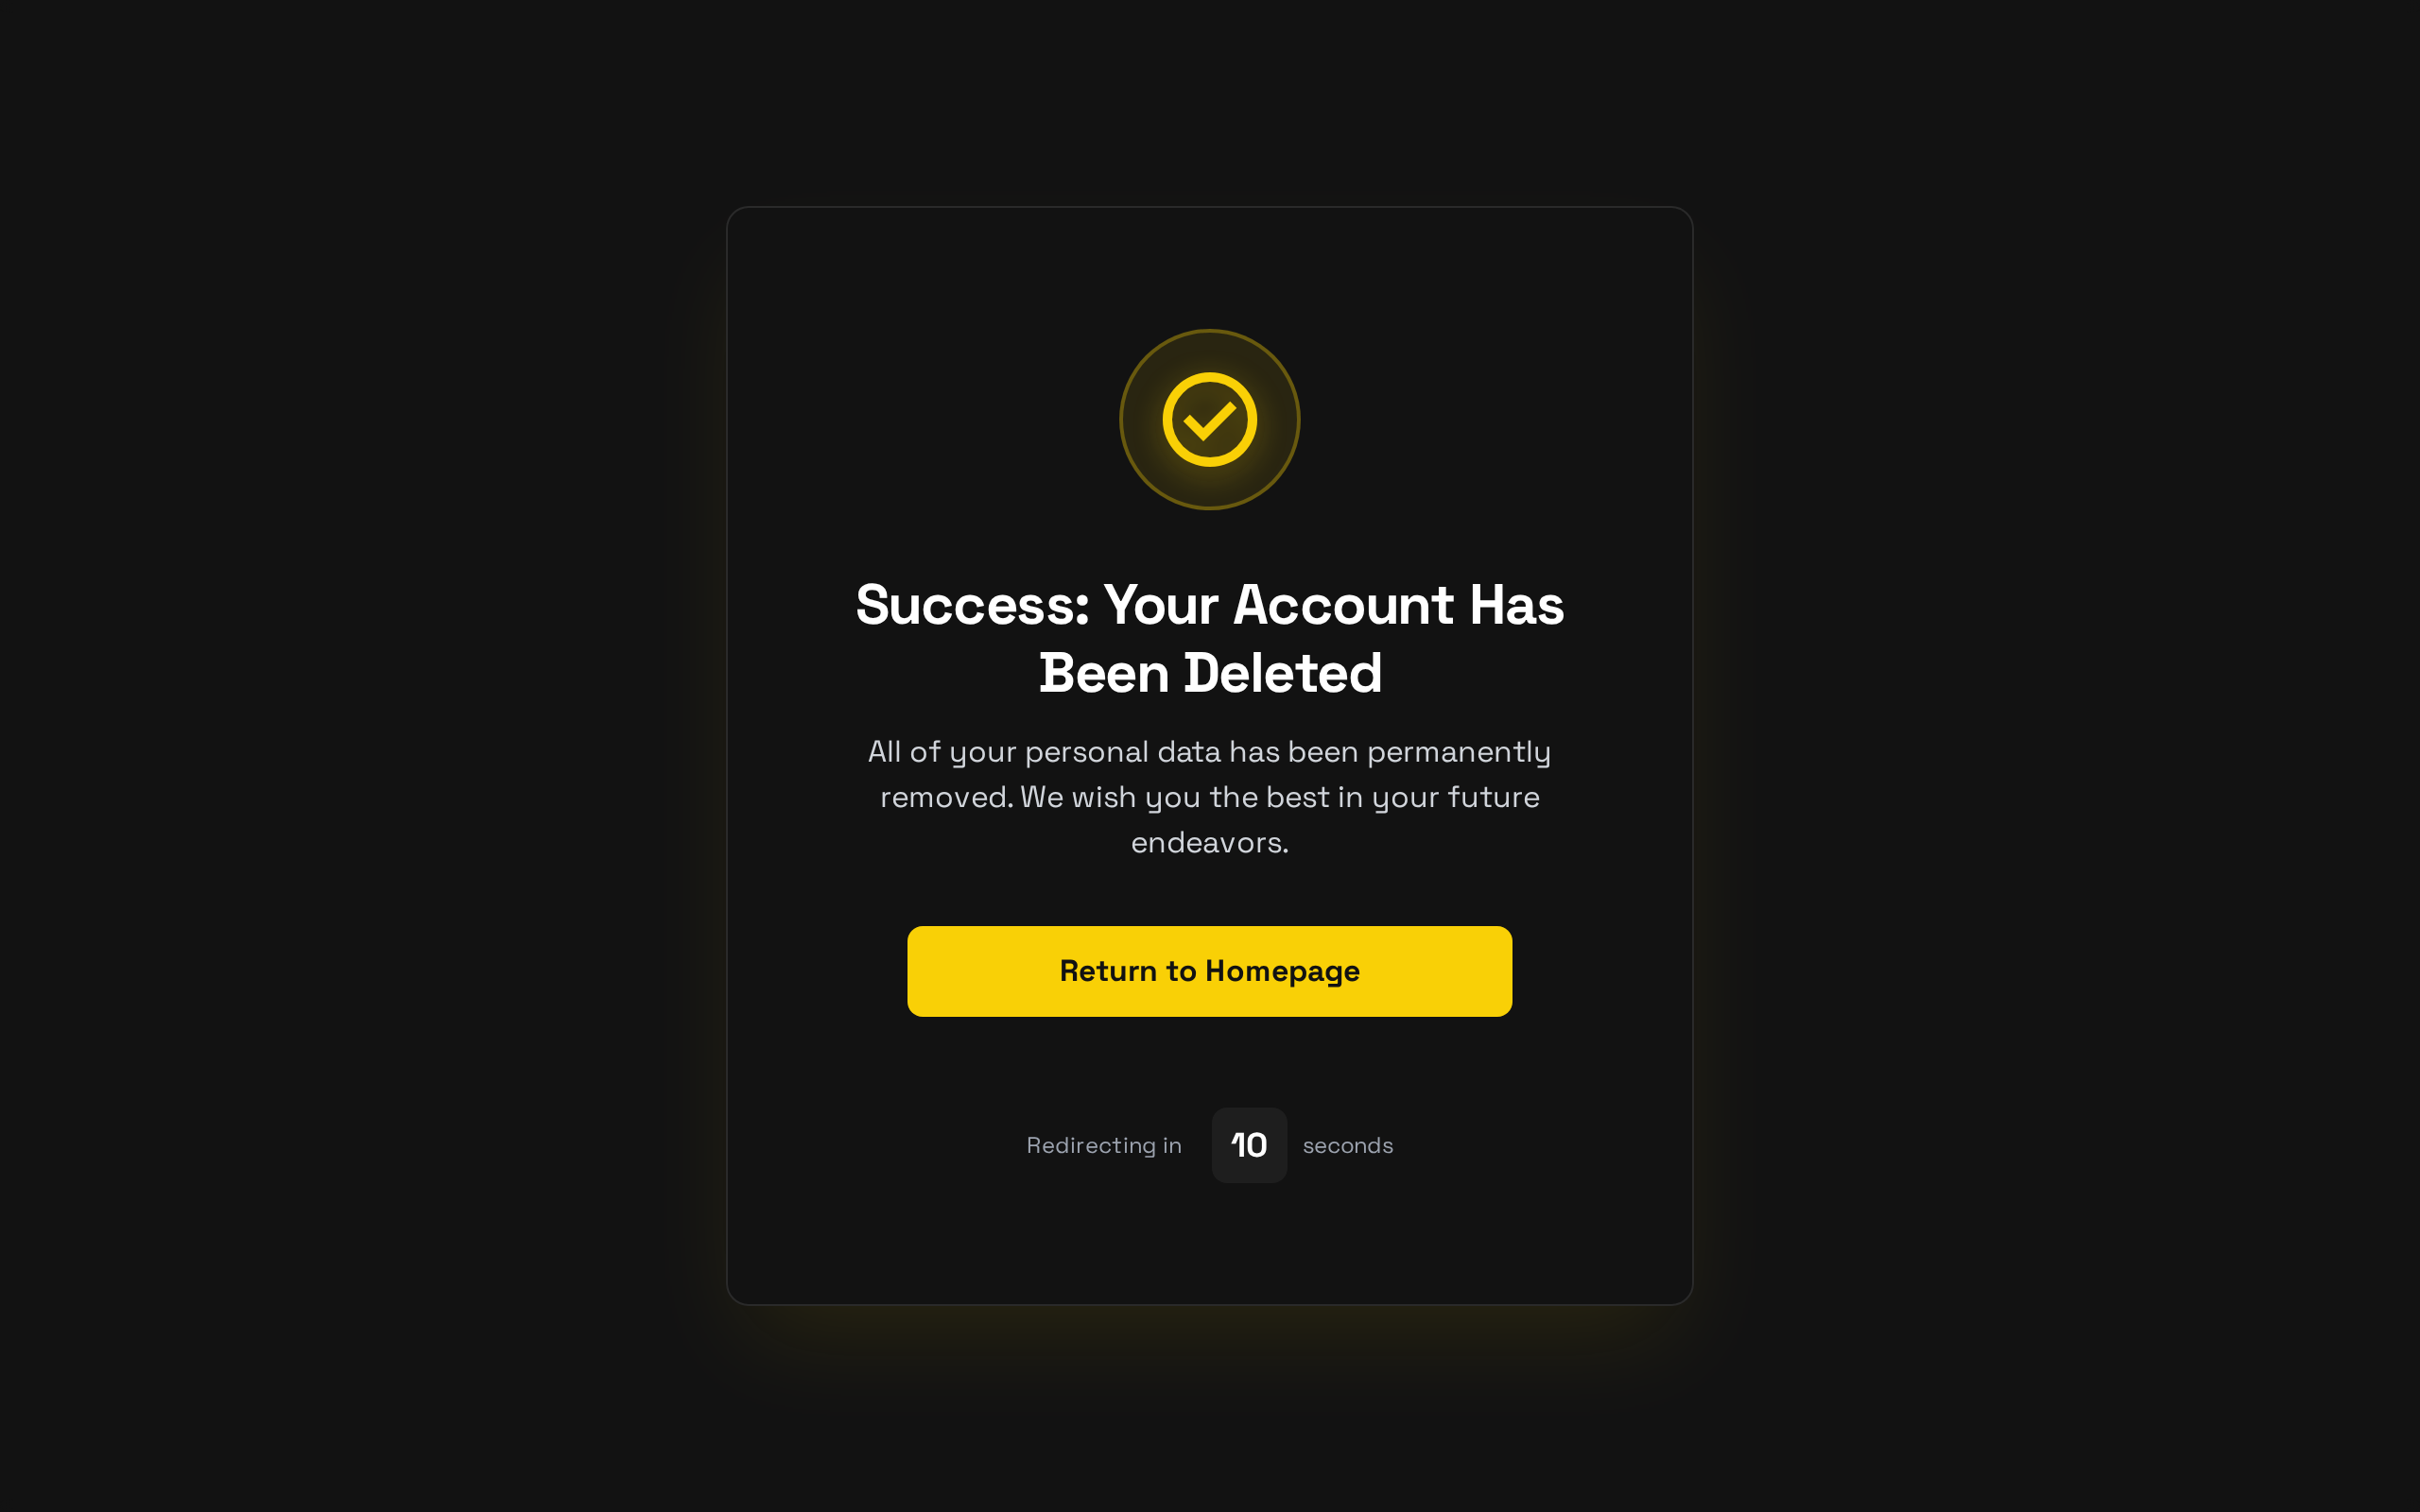 Success: Your Account Has
Been Deleted
All of your personal data has been permanently
removed. We wish you the best in your future
endeavors.
Return to Homepage
Redirecting in 10 seconds